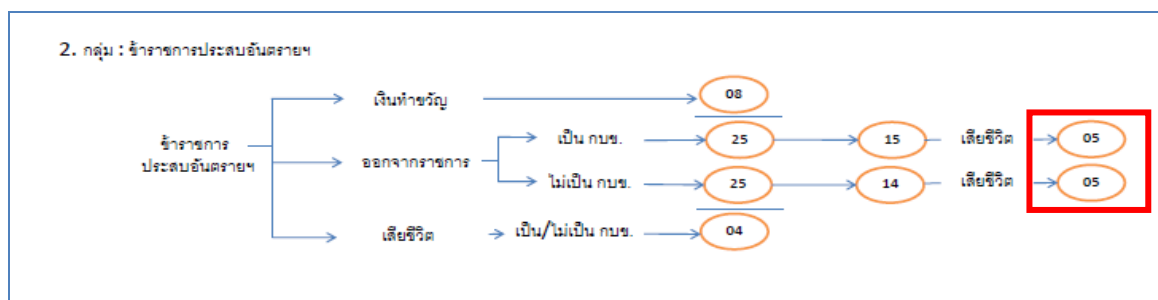 2. กลุ่ม : ข้าราชการประสบอันตรายฯ
เงินทำขวัญ 08
เป็น กบข. 25 15 เสียชีวิต 05
ข้าราชการ
ประสบอันตรายฯ
ออกจากราชการ
ไม่เป็น กบข. 25 14 เสียชีวิต 05
เสียชีวิต เป็น/ไม่เป็น กบข. 04